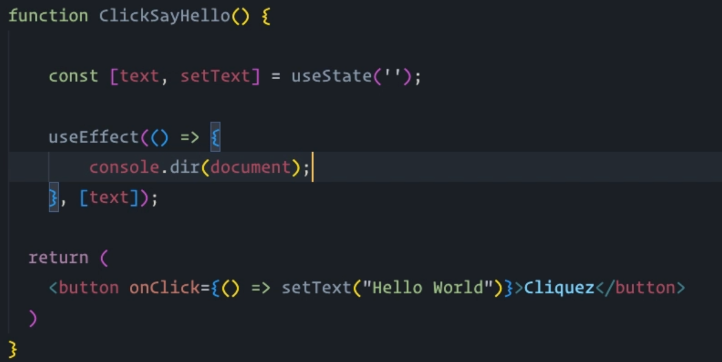 function ClickSayHello() {
const [text, setText] = useState('');
useEffect(() => {
console.dir(document);
}, [text]);
return (
<button onClick={() => setText("Hello World")}>Cliquez</button>
)
}